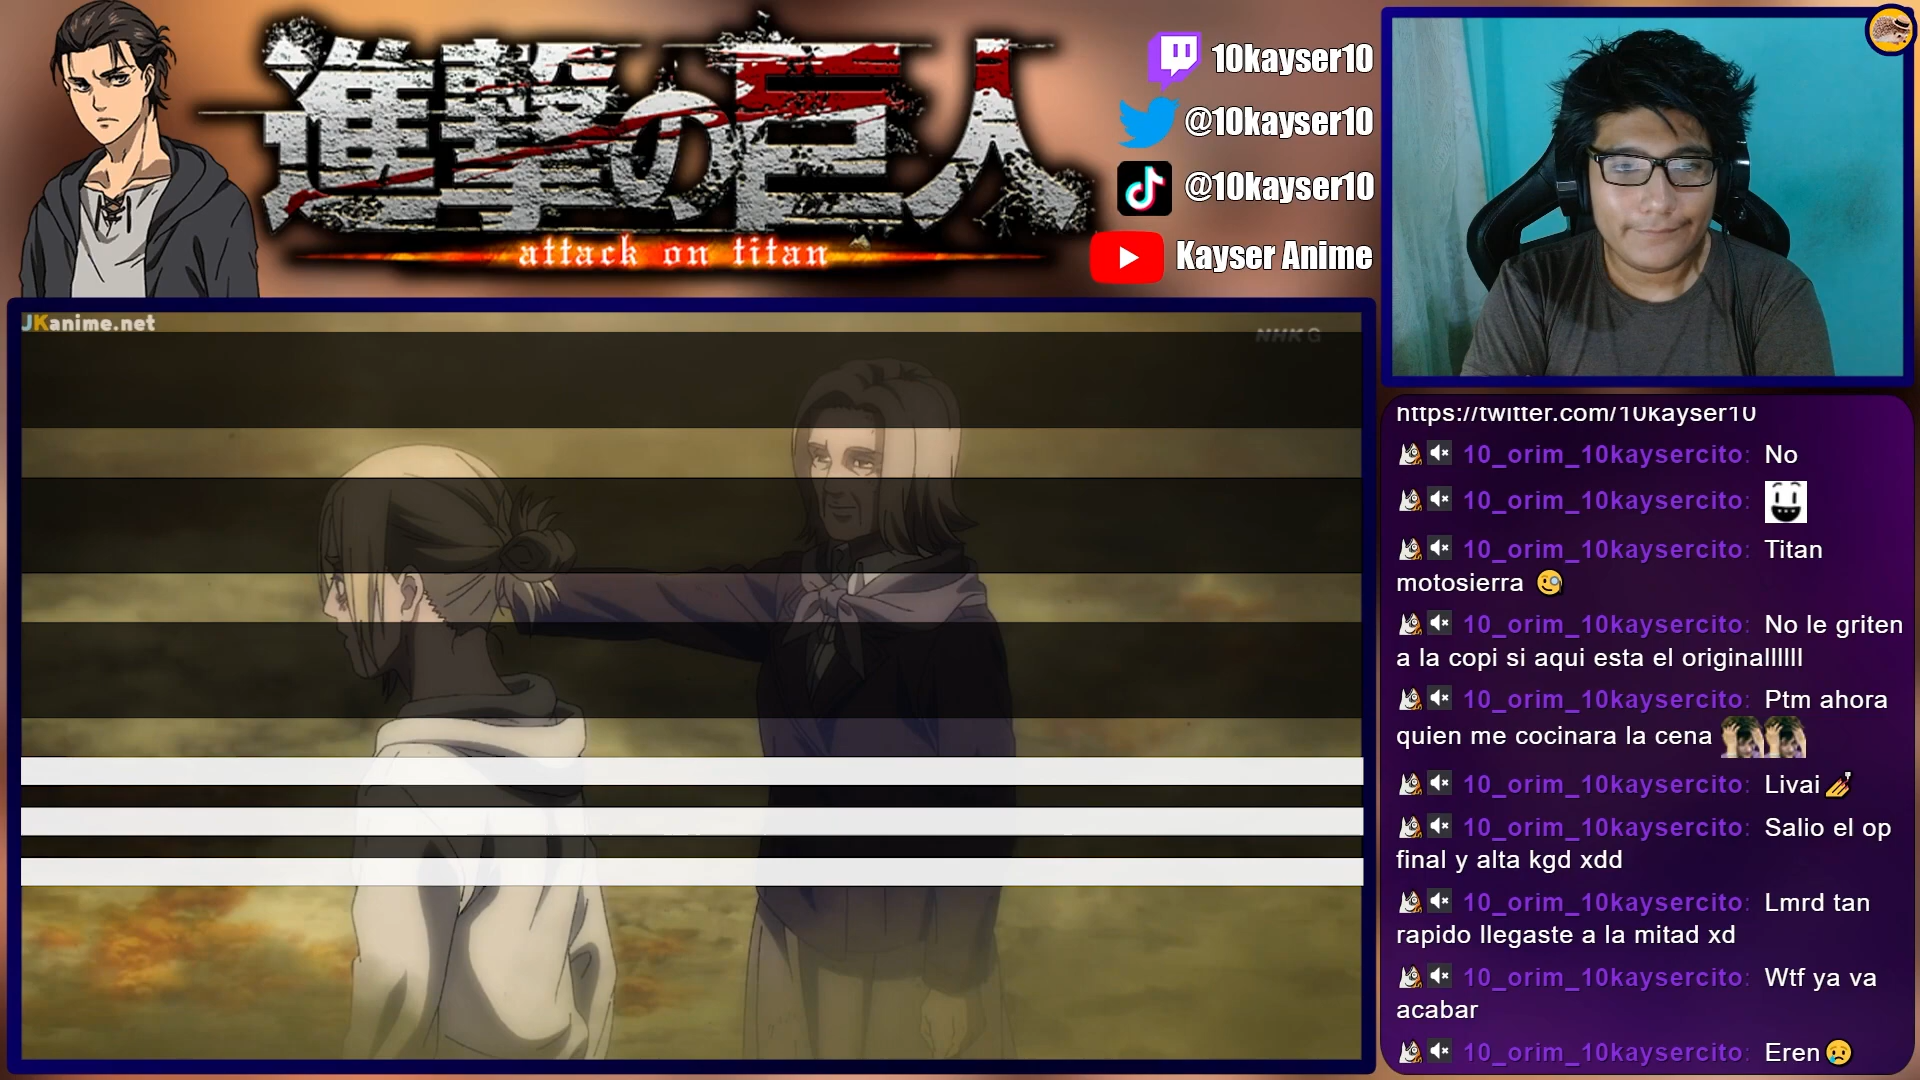 進撃の巨人
attack on titan
10kayser10
@10kayser10
@10kayser10
Kayser Anime
JKanime.net
NHK G
https://twitter.com/10kayser10
10_orim_10kaysercito: No
10_orim_10kaysercito:
10_orim_10kaysercito: Titan
motosierra 🧐
10_orim_10kaysercito: No le griten
a la copi si aqui esta el originallllll
10_orim_10kaysercito: Ptm ahora
quien me cocinara la cena
10_orim_10kaysercito: Livai💅
10_orim_10kaysercito: Salio el op
final y alta kgd xdd
10_orim_10kaysercito: Lmrd tan
rapido llegaste a la mitad xd
10_orim_10kaysercito: Wtf ya va
acabar
10_orim_10kaysercito: Eren😢